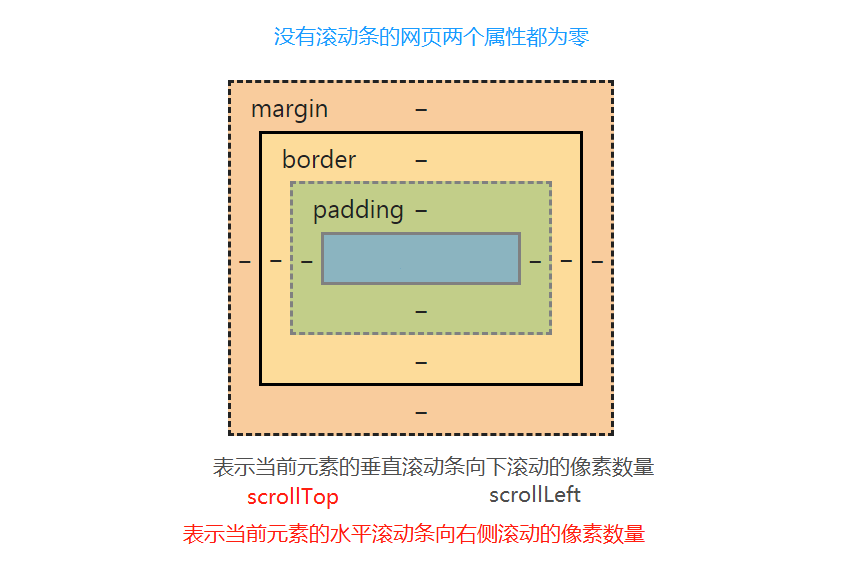 没有滚动条的网页两个属性都为零
margin –
border –
padding –
– – – – – –
–
–
–
表示当前元素的垂直滚动条向下滚动的像素数量
scrollTop scrollLeft
表示当前元素的水平滚动条向右侧滚动的像素数量